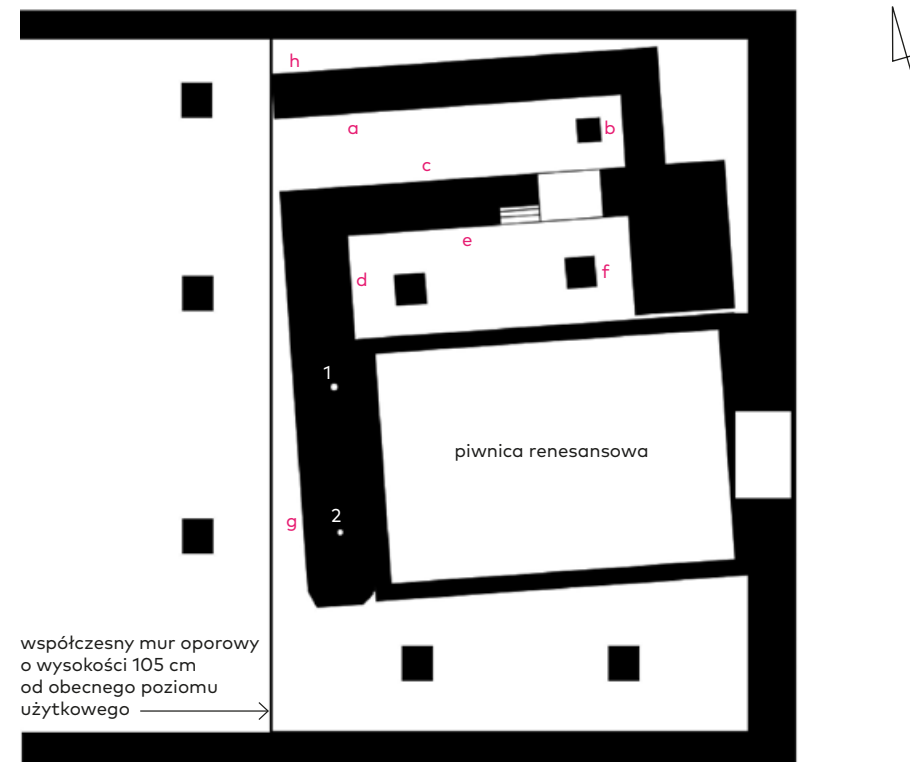 h
a
b
c
e
d
f
1
piwnica renesansowa
2
g
współczesny mur oporowy
o wysokości 105 cm
od obecnego poziomu
użytkowego